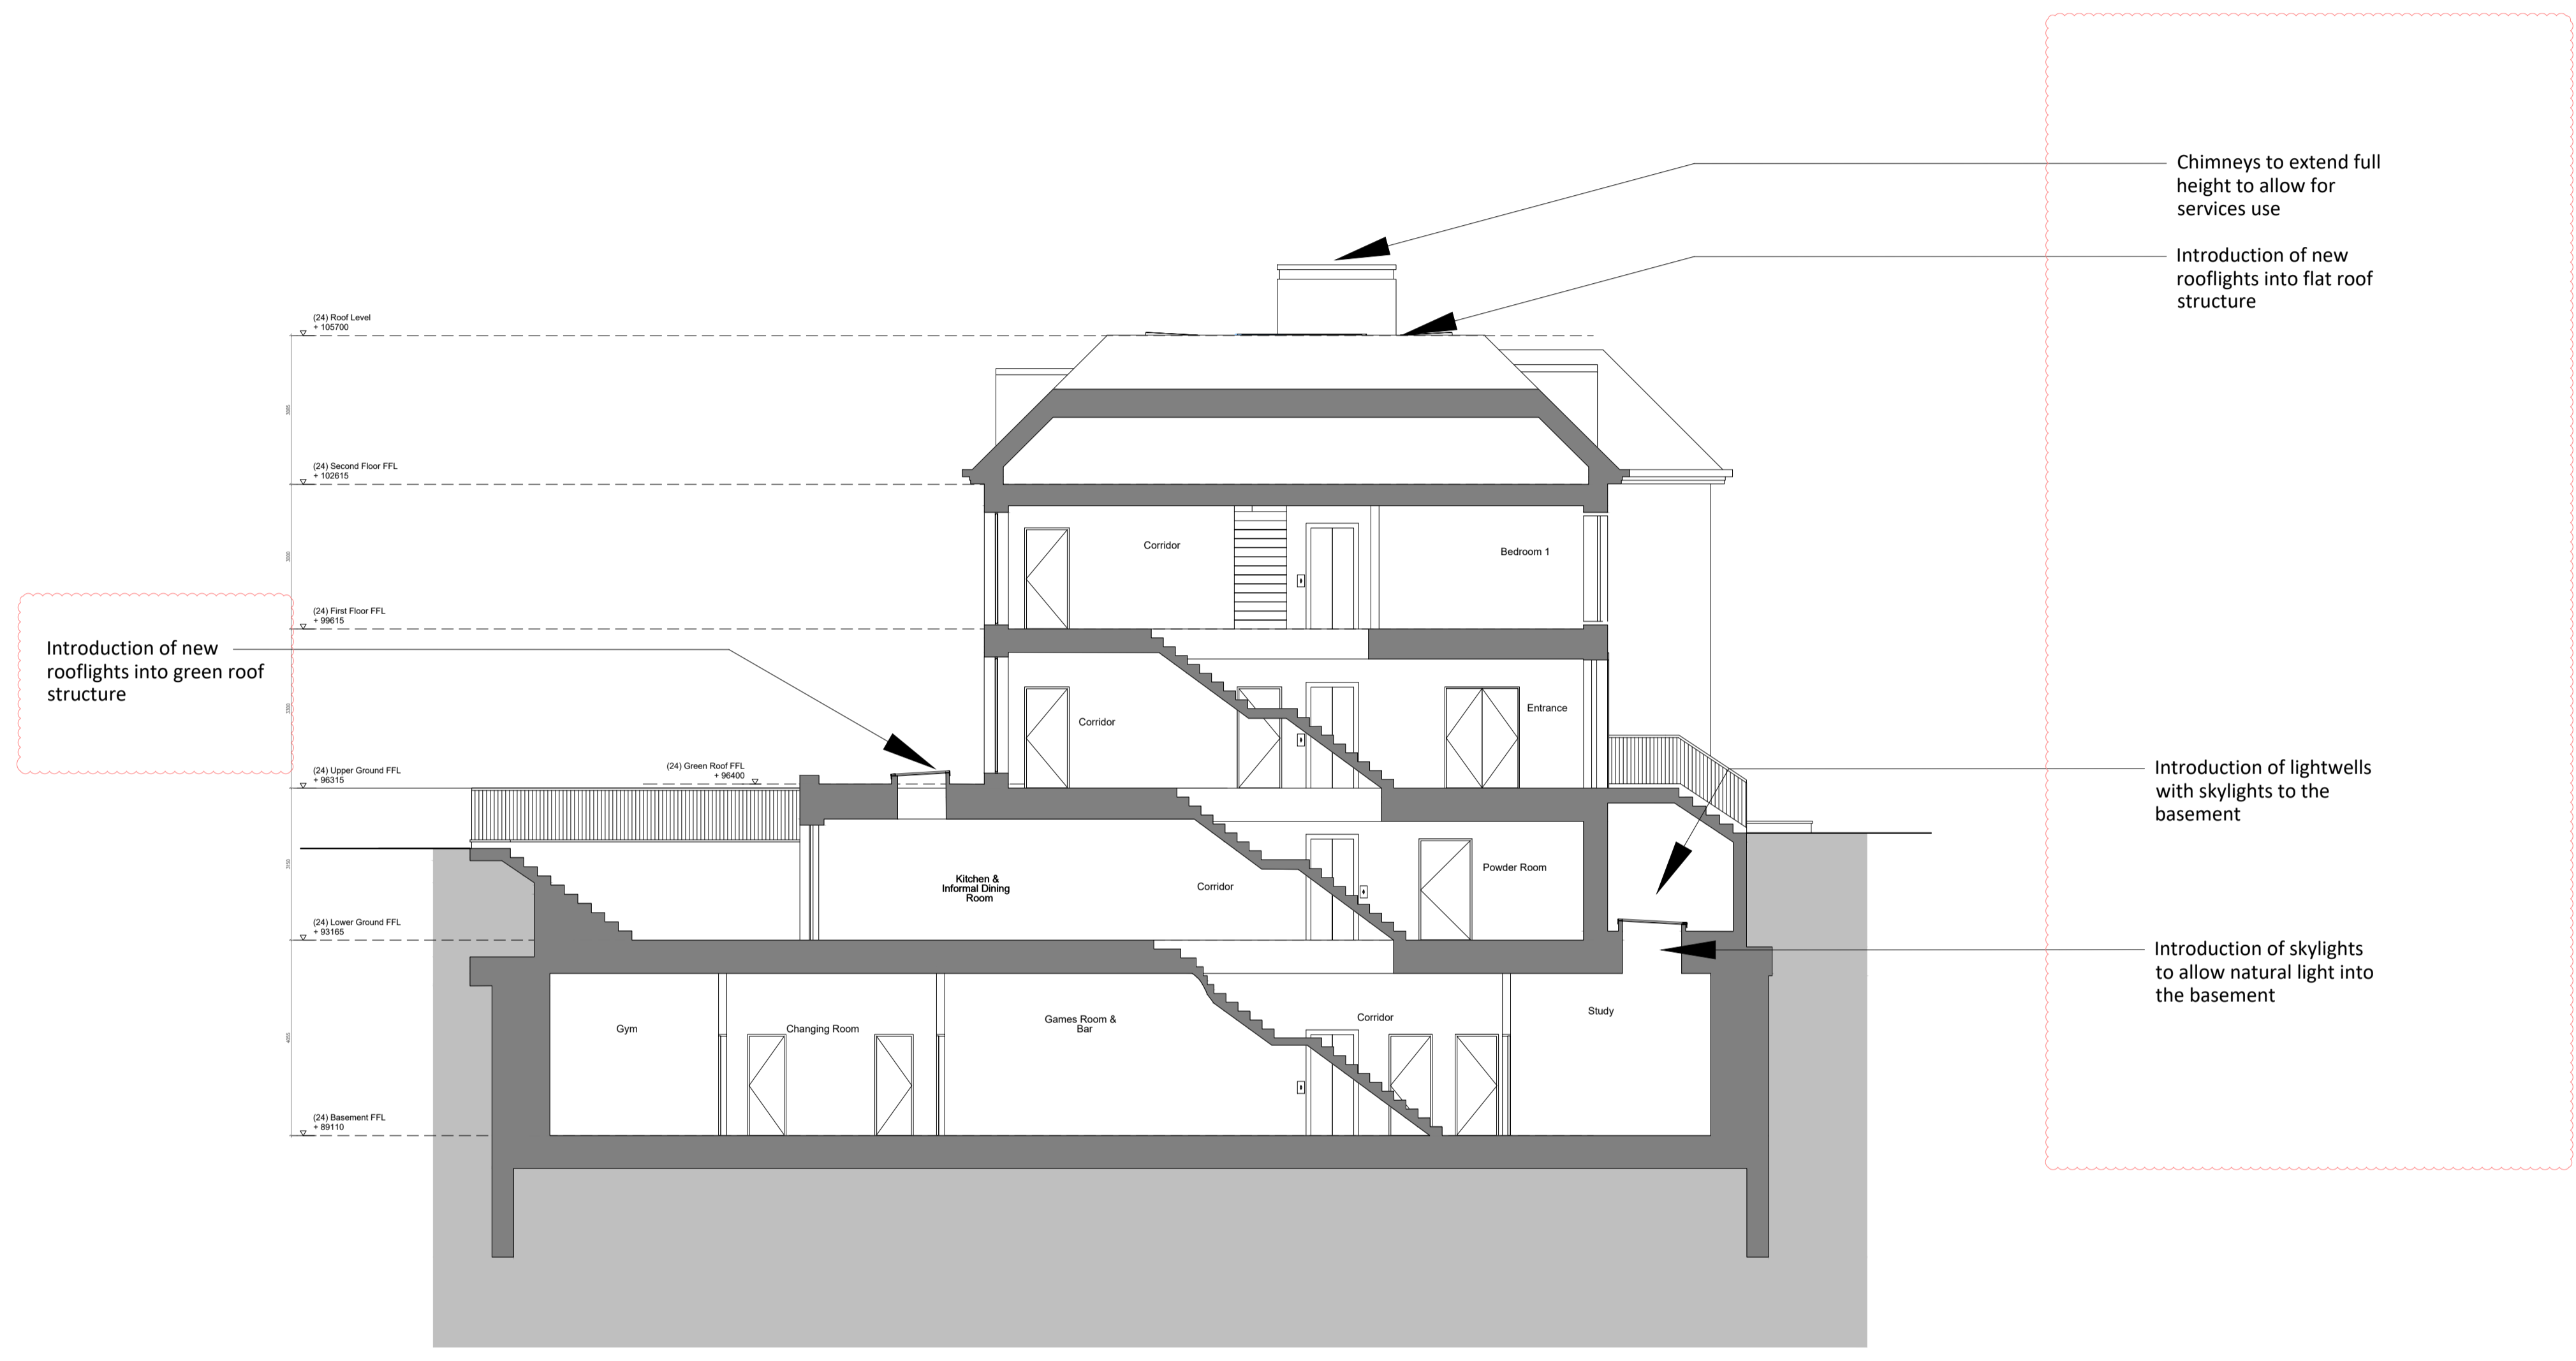 Chimneys to extend full
height to allow for
services use
Introduction of new
rooflights into flat roof
structure
(24) Roof Level
+ 105700
3085
(24) Second Floor FFL
+ 102615
Corridor
Bedroom 1
3000
(24) First Floor FFL
+ 99615
Introduction of new
rooflights into green roof
structure
3300
Corridor
Entrance
(24) Upper Ground FFL
+ 96315
(24) Green Roof FFL
+ 96400
Introduction of lightwells
with skylights to the
basement
3150
Kitchen &
Informal Dining
Room
Corridor
Powder Room
(24) Lower Ground FFL
+ 93165
Introduction of skylights
to allow natural light into
the basement
4055
Gym
Changing Room
Games Room &
Bar
Corridor
Study
(24) Basement FFL
+ 89110